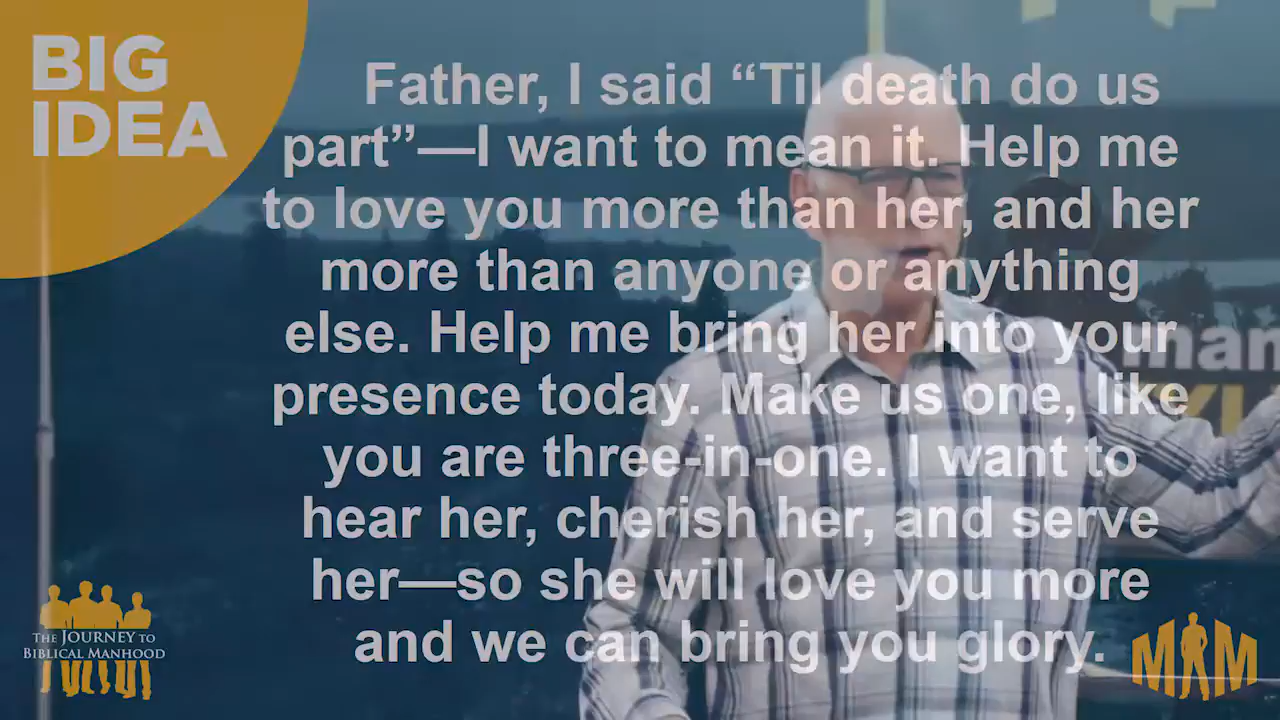 BIG
IDEA
Father, I said “Til death do us
part”—I want to mean it. Help me
to love you more than her, and her
more than anyone or anything
else. Help me bring her into your
presence today. Make us one, like
you are three-in-one. I want to
hear her, cherish her, and serve
her—so she will love you more
and we can bring you glory.
THE JOURNEY TO
BIBLICAL MANHOOD
MIM
man